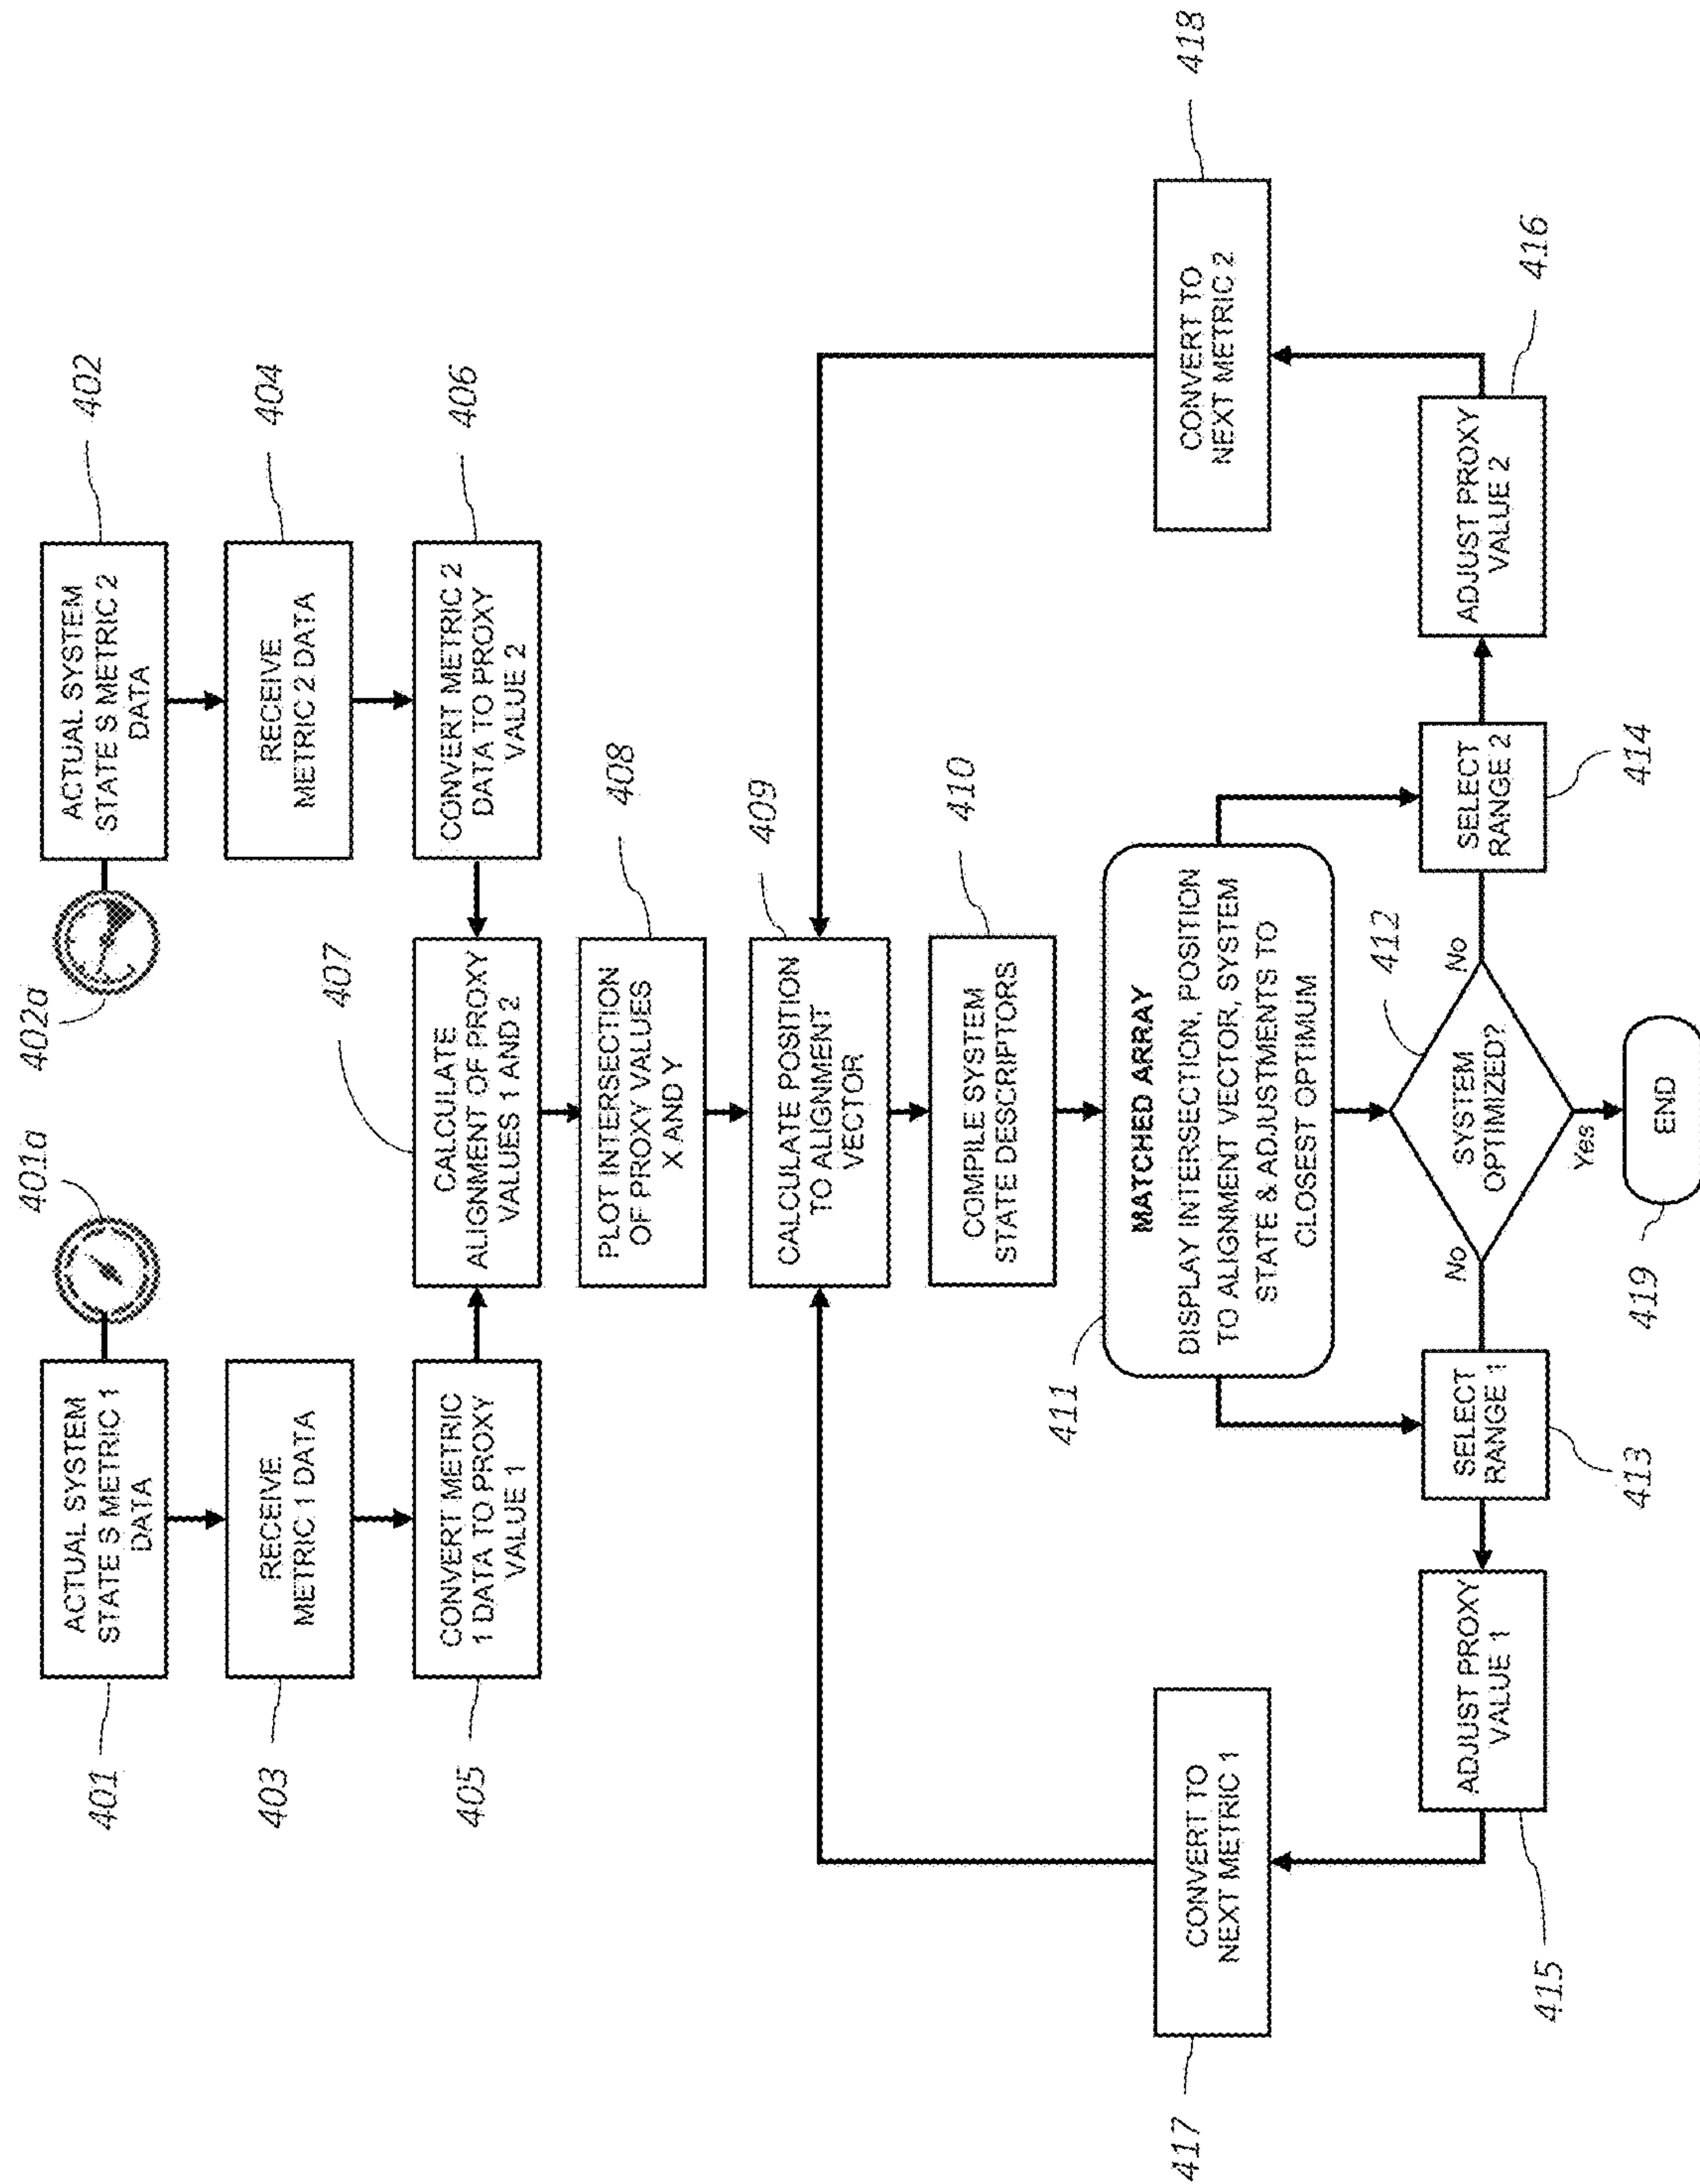 401a
402a
401
ACTUAL SYSTEM
STATE S METRIC 1
DATA
402
ACTUAL SYSTEM
STATE S METRIC 2
DATA
403
RECEIVE
METRIC 1 DATA
404
RECEIVE
METRIC 2 DATA
405
CONVERT METRIC
1 DATA TO PROXY
VALUE 1
407
CALCULATE
ALIGNMENT OF PROXY
VALUES 1 AND 2
406
CONVERT METRIC 2
DATA TO PROXY
VALUE 2
408
PLOT INTERSECTION
OF PROXY VALUES
X AND Y
409
CALCULATE POSITION
TO ALIGNMENT
VECTOR
410
COMPILE SYSTEM
STATE DESCRIPTORS
417
CONVERT TO
NEXT METRIC 1
411
MATCHED ARRAY
DISPLAY INTERSECTION, POSITION
TO ALIGNMENT VECTOR, SYSTEM
STATE & ADJUSTMENTS TO
CLOSEST OPTIMUM
418
CONVERT TO
NEXT METRIC 2
415
ADJUST PROXY
VALUE 1
413
SELECT
RANGE 1
No
412
SYSTEM
OPTIMIZED?
No
414
SELECT
RANGE 2
416
ADJUST PROXY
VALUE 2
Yes
419
END